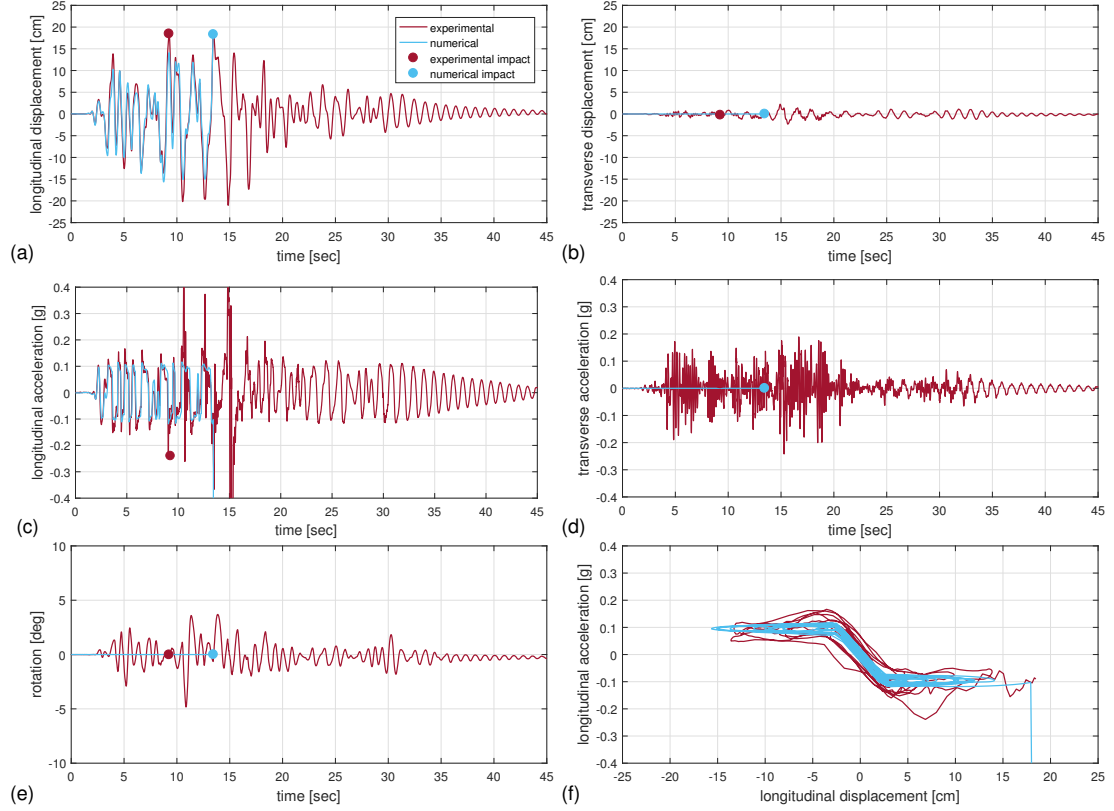 25
20
15
10
5
0
-5
-10
-15
-20
-25
longitudinal displacement [cm]
experimental
numerical
experimental impact
numerical impact
0 5 10 15 20 25 30 35 40 45
time [sec]
(a)
25
20
15
10
5
0
-5
-10
-15
-20
-25
transverse displacement [cm]
0 5 10 15 20 25 30 35 40 45
time [sec]
(b)
0.4
0.3
0.2
0.1
0
-0.1
-0.2
-0.3
-0.4
longitudinal acceleration [g]
0 5 10 15 20 25 30 35 40 45
time [sec]
(c)
0.4
0.3
0.2
0.1
0
-0.1
-0.2
-0.3
-0.4
transverse acceleration [g]
0 5 10 15 20 25 30 35 40 45
time [sec]
(d)
10
5
0
-5
-10
rotation [deg]
0 5 10 15 20 25 30 35 40 45
time [sec]
(e)
0.4
0.3
0.2
0.1
0
-0.1
-0.2
-0.3
-0.4
longitudinal acceleration [g]
-25 -20 -15 -10 -5 0 5 10 15 20 25
longitudinal displacement [cm]
(f)